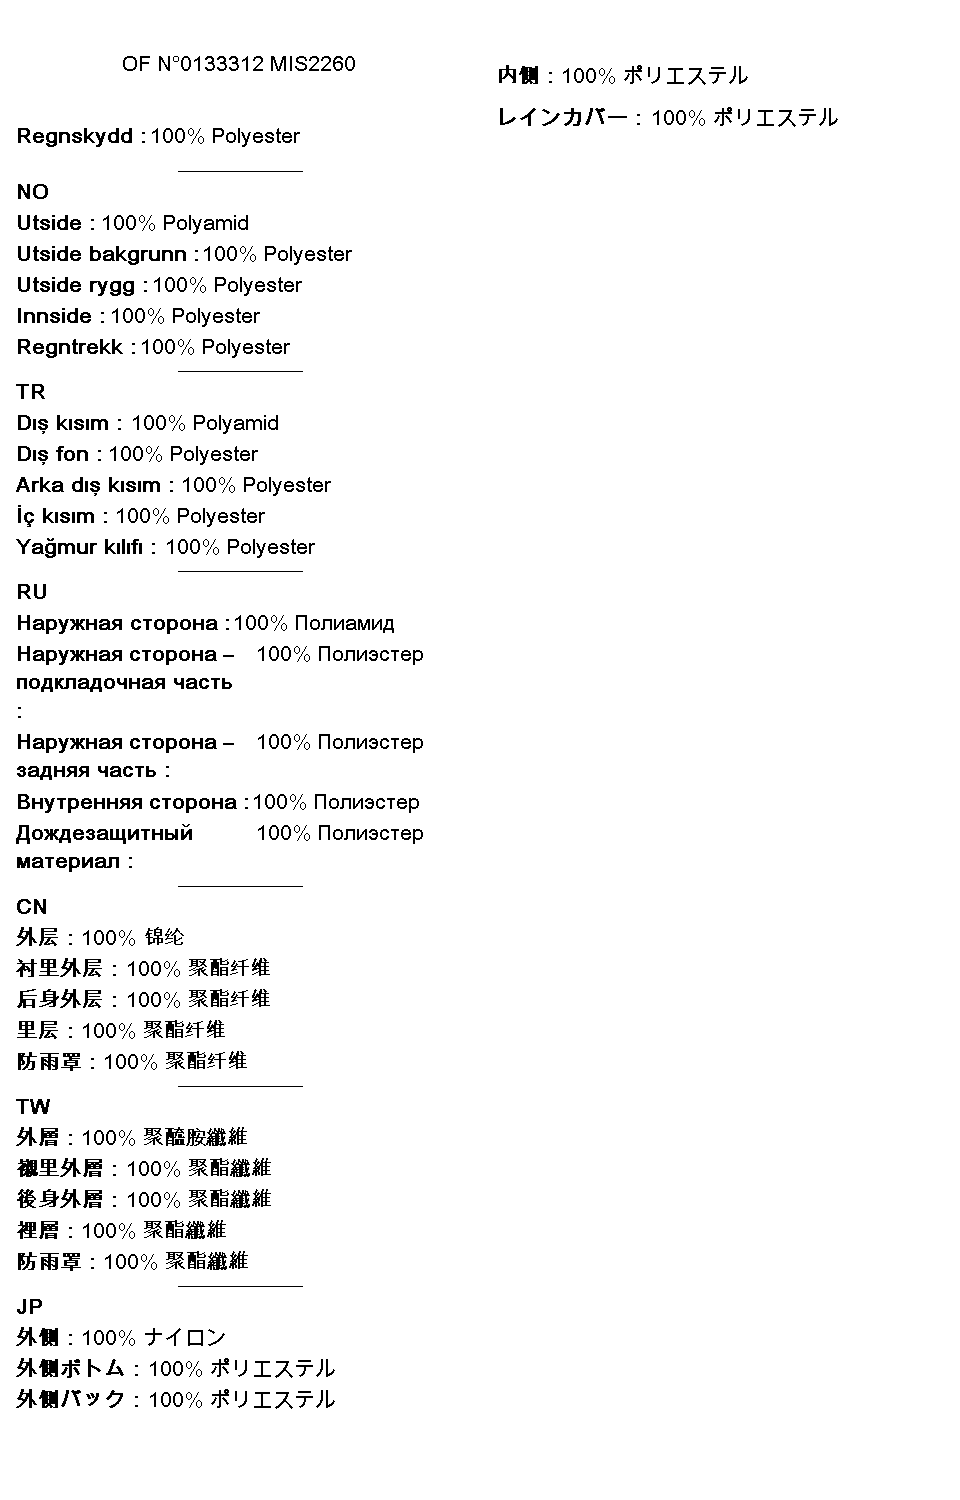 OF N°0133312 MIS2260
Regnskydd : 100% Polyester
NO
Utside : 100% Polyamid
Utside bakgrunn : 100% Polyester
Utside rygg : 100% Polyester
Innside : 100% Polyester
Regntrekk : 100% Polyester
TR
Dış kısım : 100% Polyamid
Dış fon : 100% Polyester
Arka dış kısım : 100% Polyester
İç kısım : 100% Polyester
Yağmur kılıfı : 100% Polyester
RU
Наружная сторона : 100% Полиамид
Наружная сторона – 100% Полиэстер
подкладочная часть
:
Наружная сторона – 100% Полиэстер
задняя часть :
Внутренняя сторона : 100% Полиэстер
Дождезащитный 100% Полиэстер
материал :
CN
外层 : 100% 锦纶
衬里外层 : 100% 聚酯纤维
后身外层 : 100% 聚酯纤维
里层 : 100% 聚酯纤维
防雨罩 : 100% 聚酯纤维
TW
外層 : 100% 聚醯胺纖維
襯里外層 : 100% 聚酯纖維
後身外層 : 100% 聚酯纖維
裡層 : 100% 聚酯纖維
防雨罩 : 100% 聚酯纖維
JP
外側 : 100% ナイロン
外側ボトム : 100% ポリエステル
外側バック : 100% ポリエステル
内側 : 100% ポリエステル
レインカバー : 100% ポリエステル